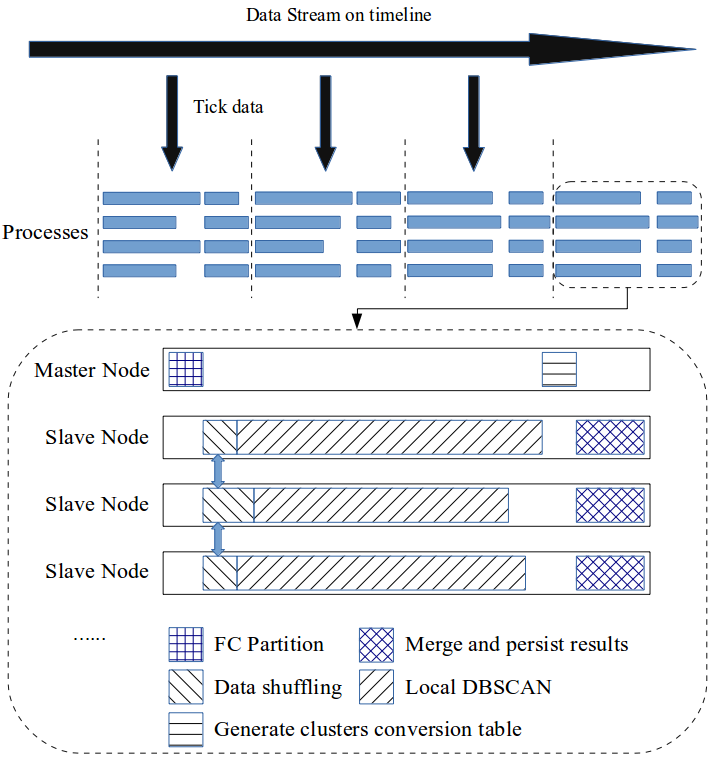 Data Stream on timeline
Tick data
Processes
Master Node
Slave Node
Slave Node
Slave Node
......
FC Partition
Merge and persist results
Data shuffling
Local DBSCAN
Generate clusters conversion table